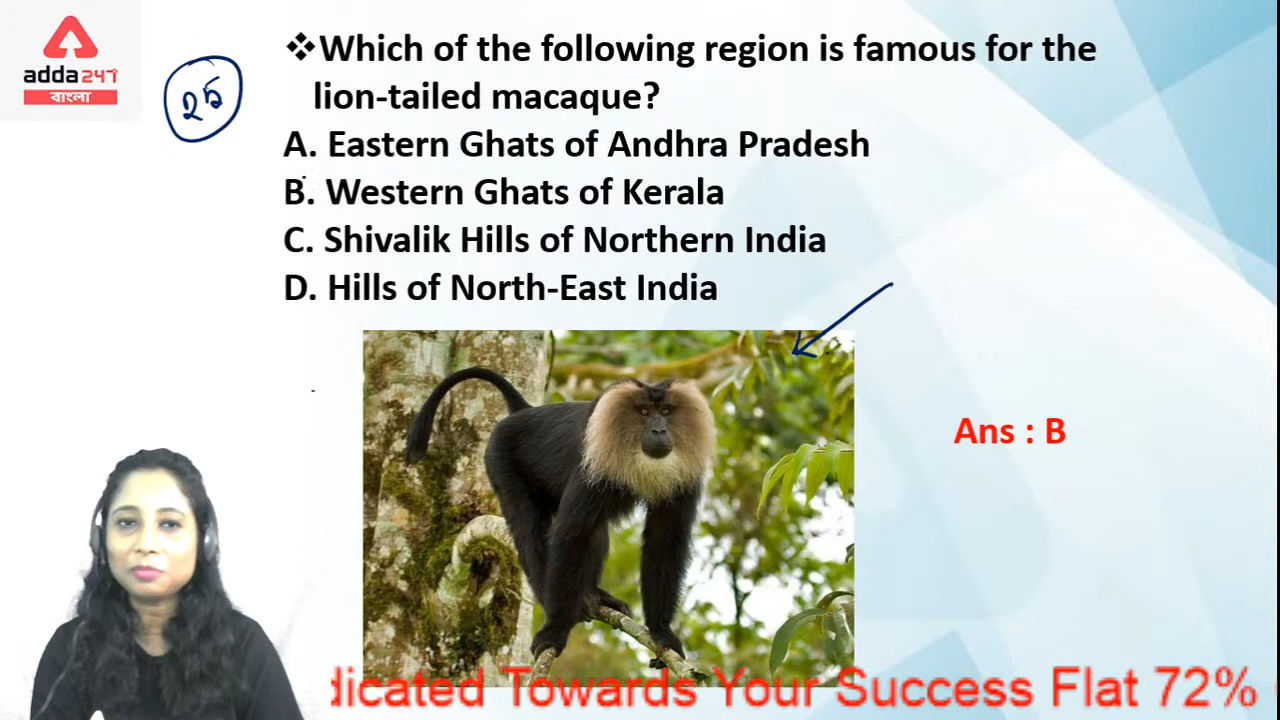 adda247
বাংলা
❖Which of the following region is famous for the
lion-tailed macaque?
A. Eastern Ghats of Andhra Pradesh
B. Western Ghats of Kerala
C. Shivalik Hills of Northern India
D. Hills of North-East India
Ans : B
dicated Towards Your Success Flat 72%